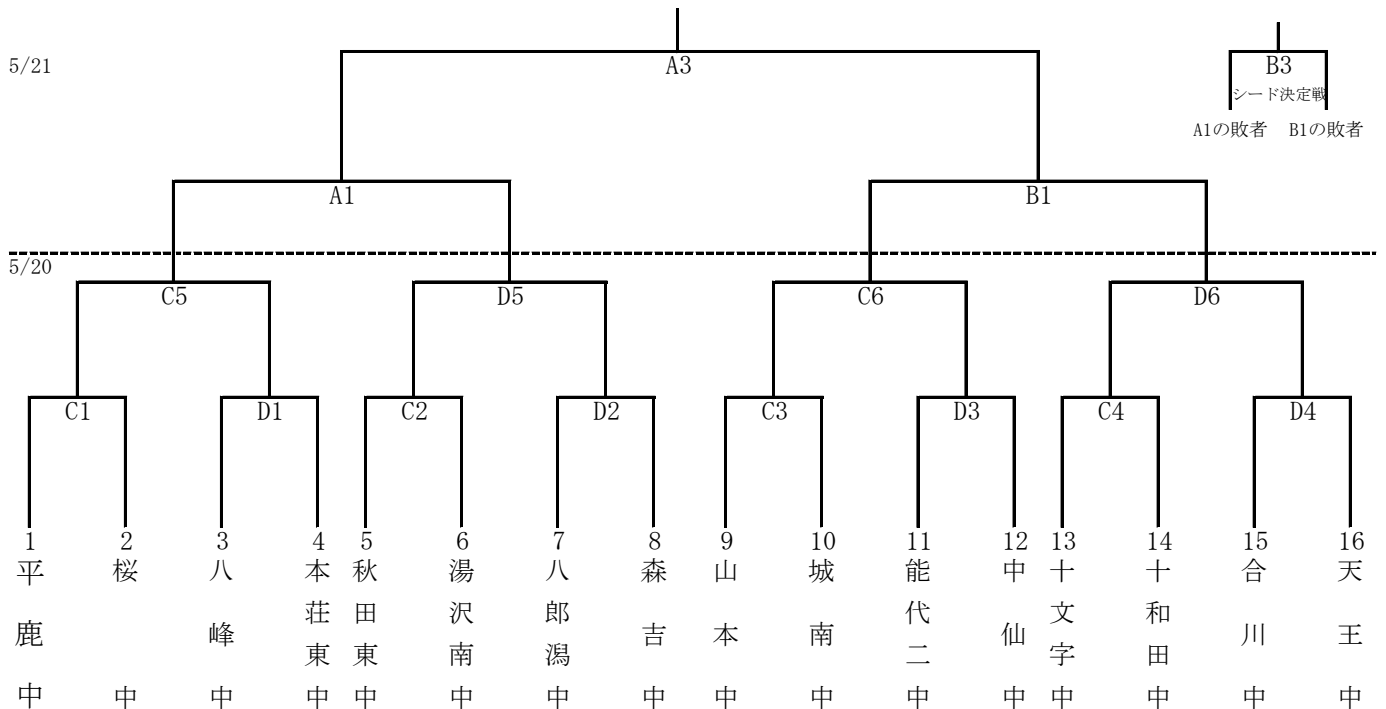 5/21
A3
B3
シード決定戦
A1の敗者 B1の敗者
A1 B1
5/20
C5 D5 C6 D6
C1 D1 C2 D2 C3 D3 C4 D4
1 2 3 4 5 6 7 8 9 10 11 12 13 14 15 16
平鹿中
桜中
八峰中
本荘東中
秋田東中
湯沢南中
八郎潟中
森吉中
山本中
城南中
能代二中
中仙中
十文字中
十和田中
合川中
天王中